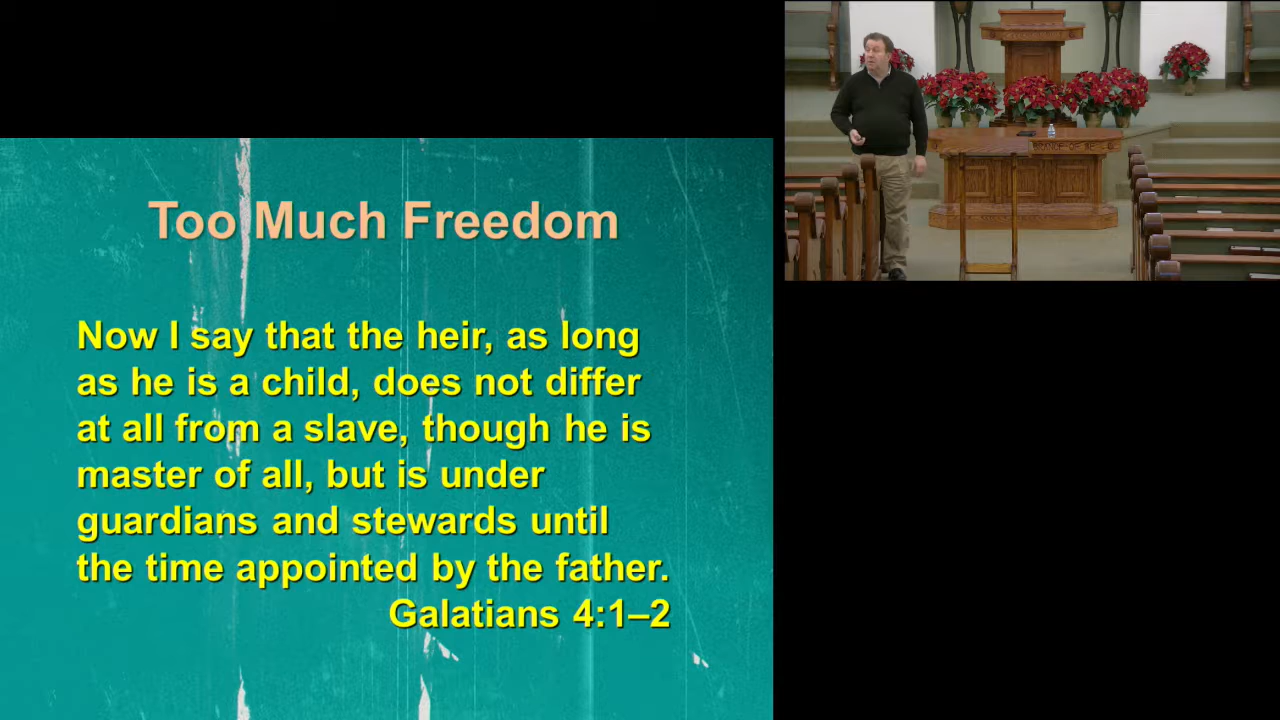 Too Much Freedom
Now I say that the heir, as long
as he is a child, does not differ
at all from a slave, though he is
master of all, but is under
guardians and stewards until
the time appointed by the father.
Galatians 4:1–2